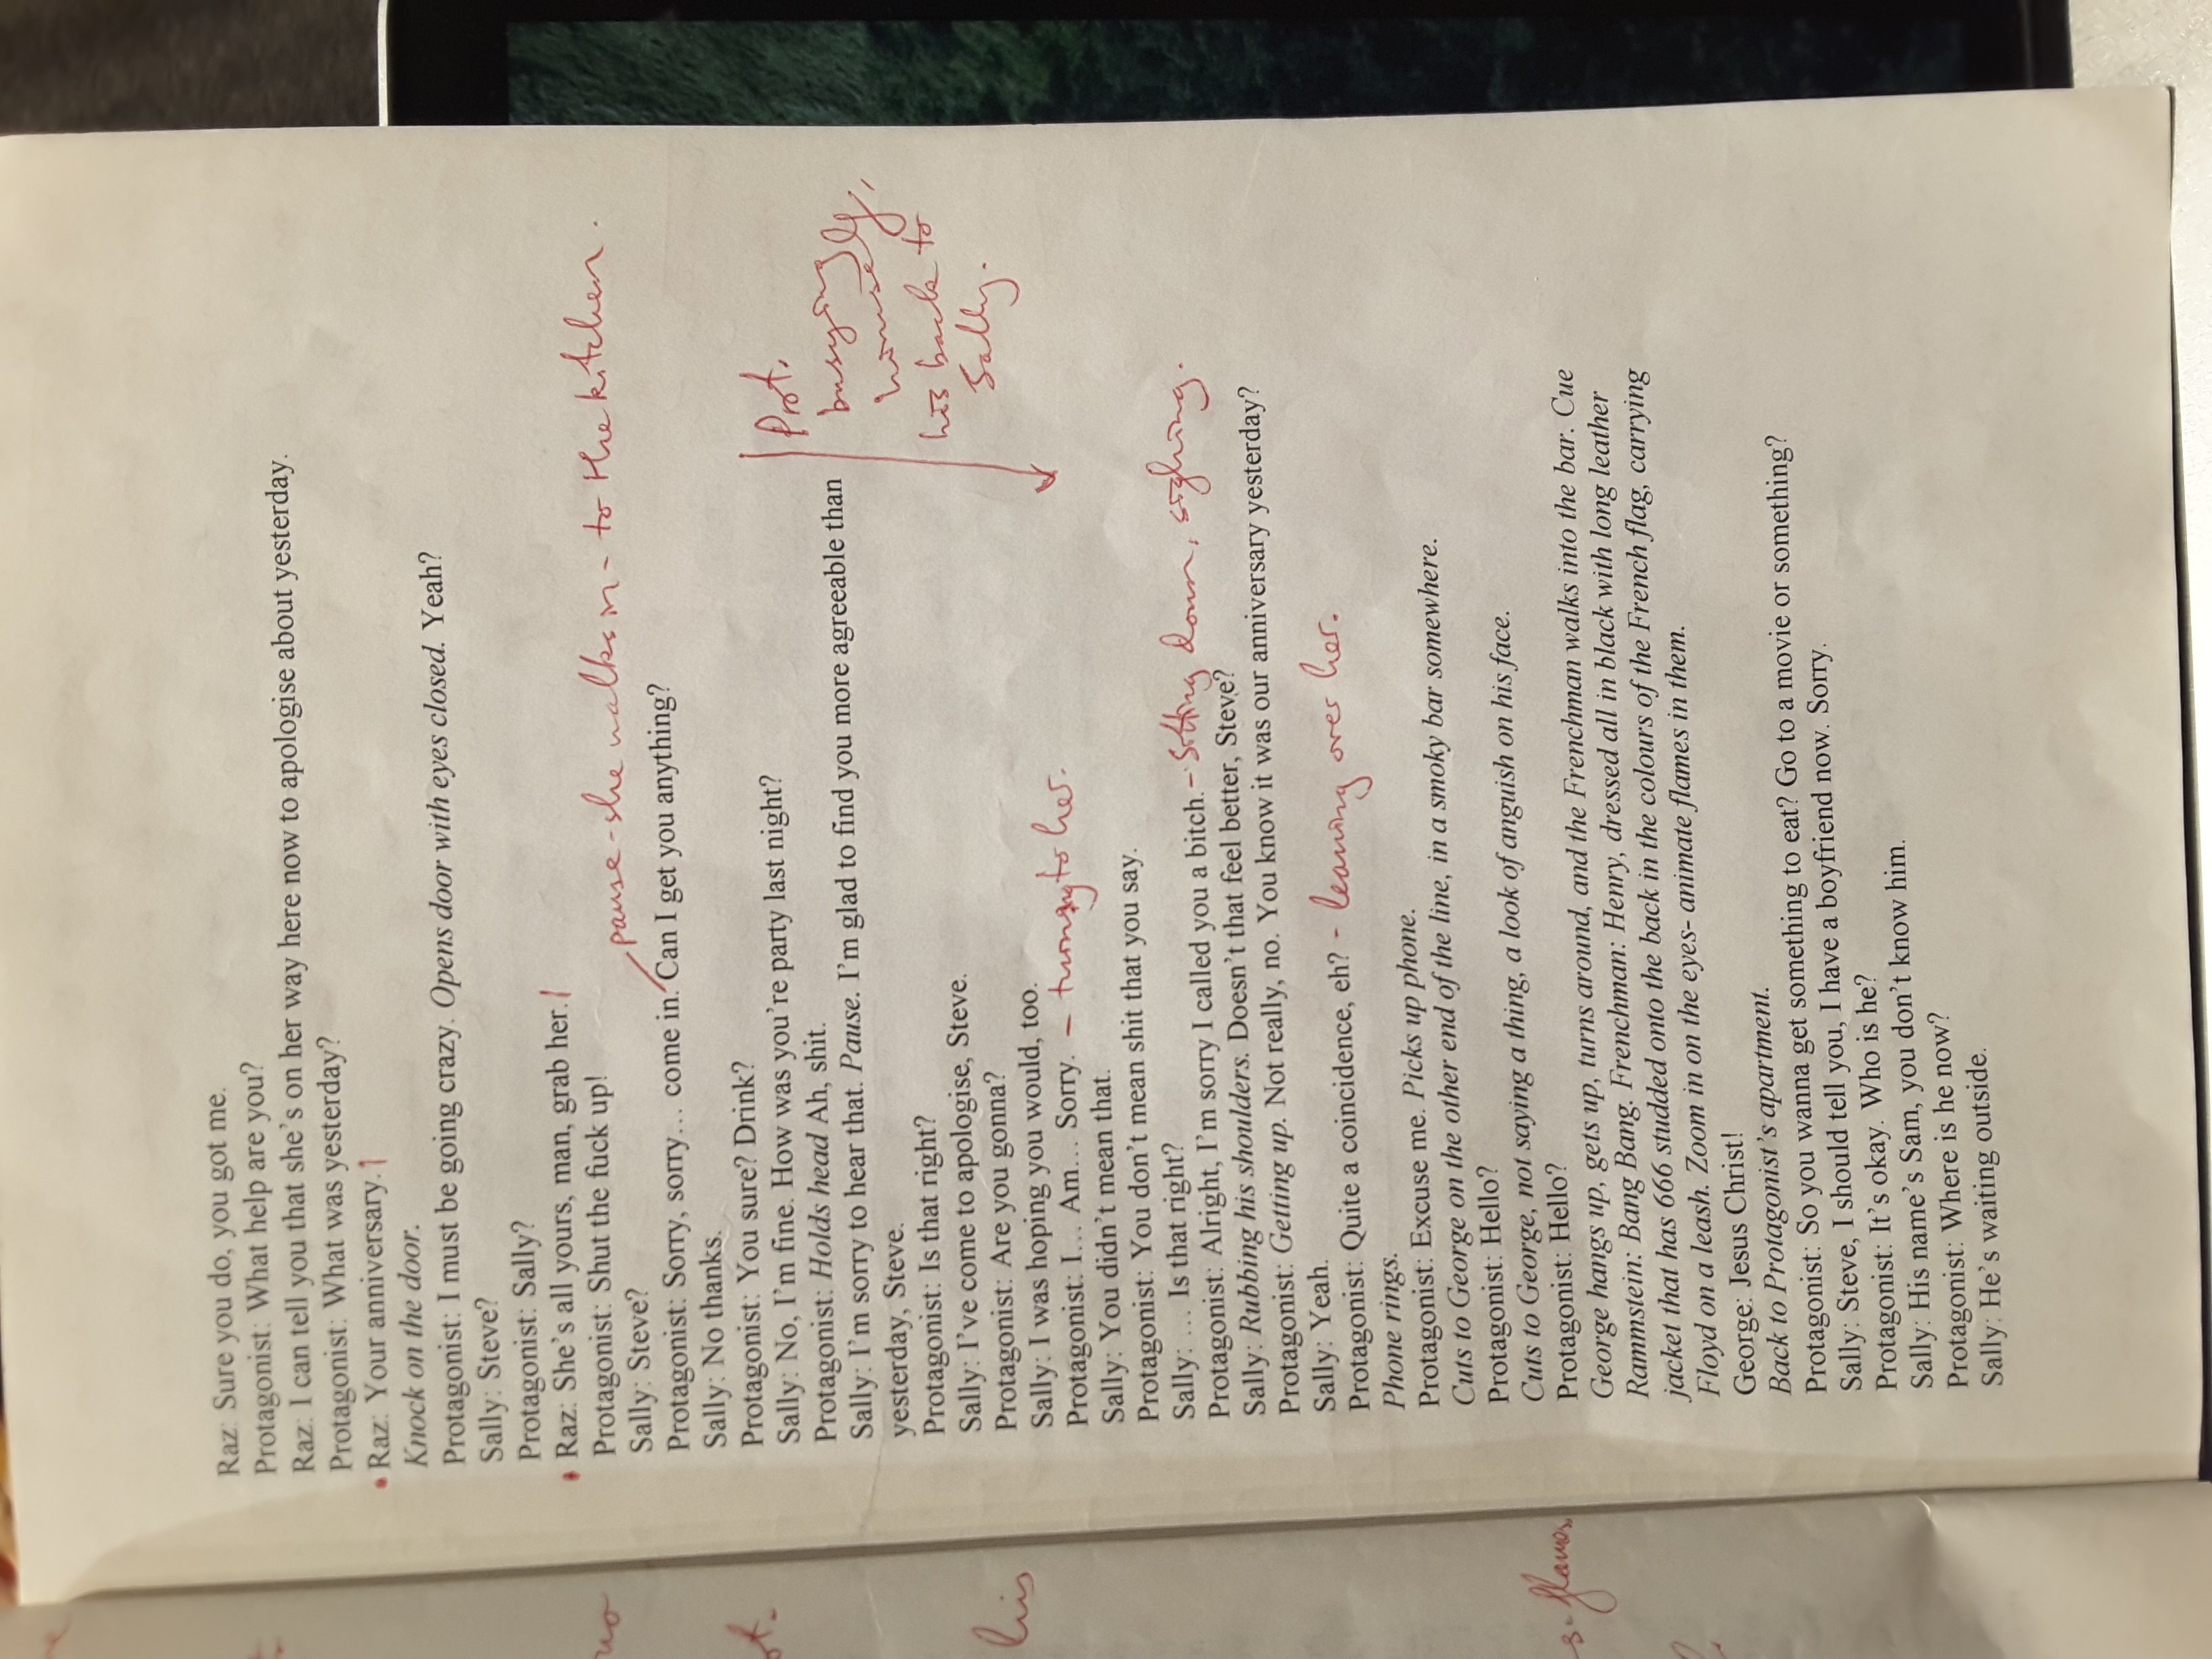 Raz: Sure you do, you got me.
Protagonist: What help are you?
Raz: I can tell you that she's on her way here now to apologise about yesterday.
Protagonist: What was yesterday?
Raz: Your anniversary.
Knock on the door.
Protagonist: I must be going crazy. Opens door with eyes closed. Yeah?
Sally: Steve?
Protagonist: Sally?
Raz: She's all yours, man, grab her.
Protagonist: Shut the fuck up!
pause - she walks in - to the kitchen.
Sally: Steve?
Protagonist: Sorry, sorry… come in. Can I get you anything?
Sally: No thanks.
Protagonist: You sure? Drink?
Sally: No, I'm fine. How was you're party last night?
Protagonist: Holds head Ah, shit.
Sally: I'm sorry to hear that. Pause. I'm glad to find you more agreeable than
yesterday, Steve.
Prot.
busying
himself,
his back to
Sally.
Protagonist: Is that right?
Sally: I've come to apologise, Steve.
Protagonist: Are you gonna?
Sally: I was hoping you would, too.
Protagonist: I… Am… Sorry. - turning to her.
Sally: You didn't mean that.
Protagonist: You don't mean shit that you say.
Sally: … Is that right?
Protagonist: Alright, I'm sorry I called you a bitch. - Sitting down, sighing.
Sally: Rubbing his shoulders. Doesn't that feel better, Steve?
Protagonist: Getting up. Not really, no. You know it was our anniversary yesterday?
Sally: Yeah.
Protagonist: Quite a coincidence, eh? - leaning over her.
Phone rings.
Protagonist: Excuse me. Picks up phone.
Cuts to George on the other end of the line, in a smoky bar somewhere.
Protagonist: Hello?
Cuts to George, not saying a thing, a look of anguish on his face.
Protagonist: Hello?
George hangs up, gets up, turns around, and the Frenchman walks into the bar. Cue
Rammstein: Bang Bang. Frenchman: Henry, dressed all in black with long leather
jacket that has 666 studded onto the back in the colours of the French flag, carrying
Floyd on a leash. Zoom in on the eyes- animate flames in them.
George: Jesus Christ!
Back to Protagonist's apartment.
Protagonist: So you wanna get something to eat? Go to a movie or something?
Sally: Steve, I should tell you, I have a boyfriend now. Sorry.
Protagonist: It's okay. Who is he?
Sally: His name's Sam, you don't know him.
Protagonist: Where is he now?
Sally: He's waiting outside.
his
flames